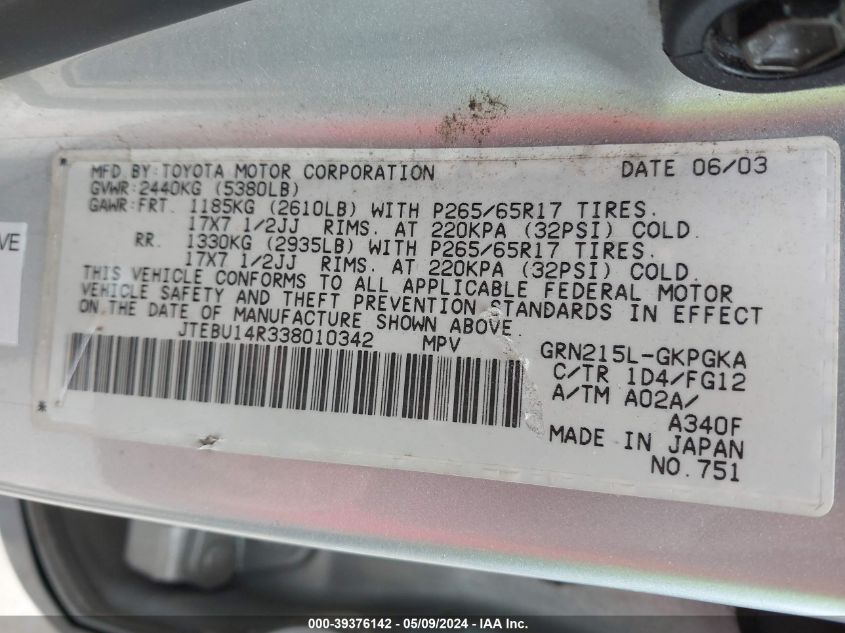 MFD BY: TOYOTA MOTOR CORPORATION DATE 06/03
GVWR: 2440KG (5380LB)
GAWR: FRT. 1185KG (2610LB) WITH P265/65R17 TIRES.
17X7 1/2JJ RIMS. AT 220KPA (32PSI) COLD.
RR. 1330KG (2935LB) WITH P265/65R17 TIRES.
17X7 1/2JJ RIMS. AT 220KPA (32PSI) COLD.
THIS VEHICLE CONFORMS TO ALL APPLICABLE FEDERAL MOTOR
VEHICLE SAFETY AND THEFT PREVENTION STANDARDS IN EFFECT
ON THE DATE OF MANUFACTURE SHOWN ABOVE.
JTEBU14R338010342 MPV GRN215L-GKPGKA
C/TR 1D4/FG12
A/TM A02A/
A340F
MADE IN JAPAN
NO.751
VE
000-39376142 - 05/09/2024 - IAA Inc.